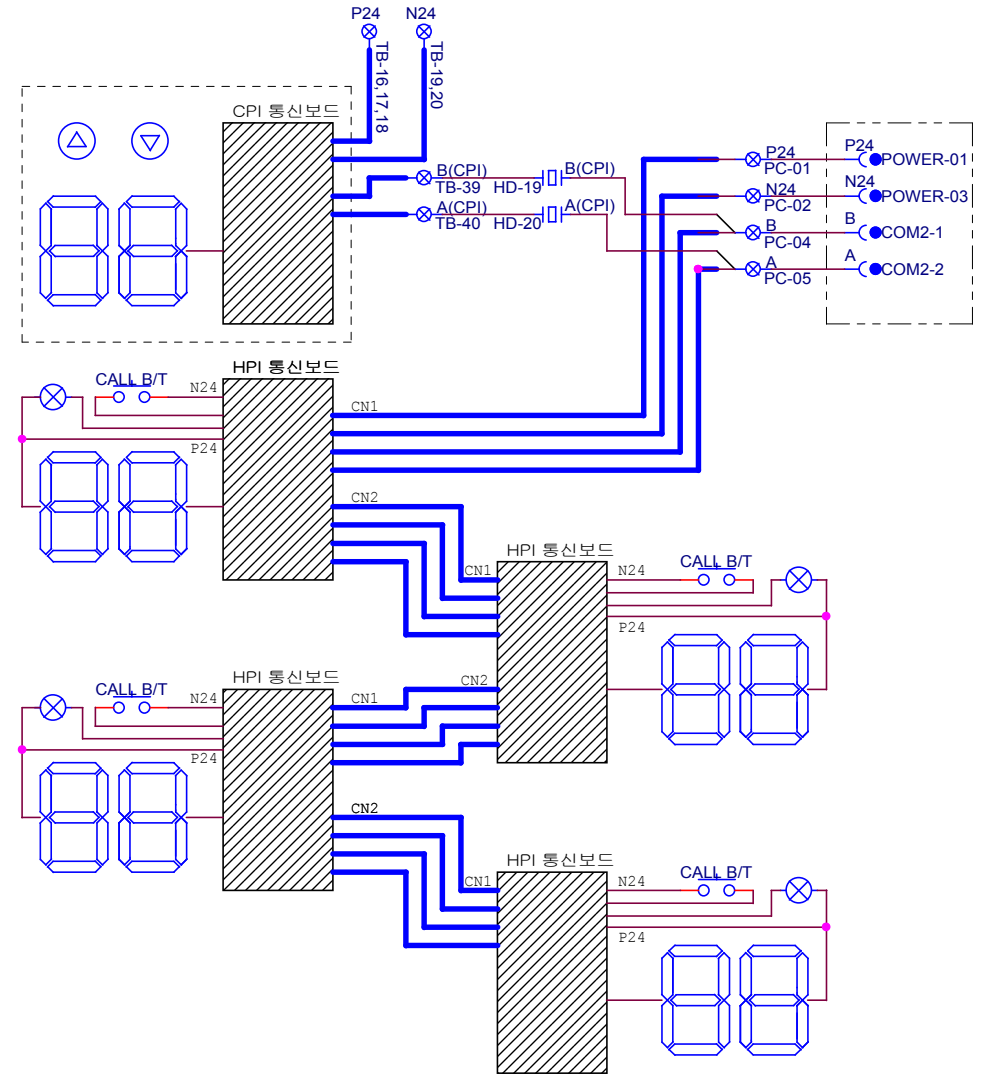 P24
N24
TB-16,17,18
TB-19,20
CPI 통신보드
B(CPI)
TB-39
HD-19
B(CPI)
A(CPI)
TB-40
HD-20
A(CPI)
P24
PC-01
P24
POWER-01
N24
PC-02
N24
POWER-03
B
PC-04
B
COM2-1
A
PC-05
A
COM2-2
HPI 통신보드
CALL B/T
N24
P24
CN1
CN2
HPI 통신보드
CN1
CALL B/T
N24
P24
CN2
HPI 통신보드
CALL B/T
N24
P24
CN1
CN2
HPI 통신보드
CN1
CALL B/T
N24
P24